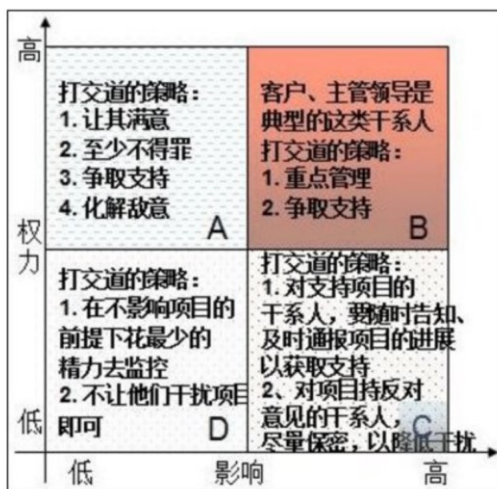 高
打交道的策略：
1. 让其满意
2. 至少不得罪
3. 争取支持
4. 化解敌意
A
客户、主管领导是
典型的这类干系人
打交道的策略：
1. 重点管理
2. 争取支持
B
权
力
打交道的策略：
1. 在不影响项目的
前提下花最少的
精力去监控
2. 不让他们干扰项目
即可
D
打交道的策略：
1. 对支持项目的
干系人，要随时告知、
及时通报项目的进展
以获取支持
2、对项目持反对
意见的干系人，
尽量保密，以降低干扰
C
低
低
影响
高